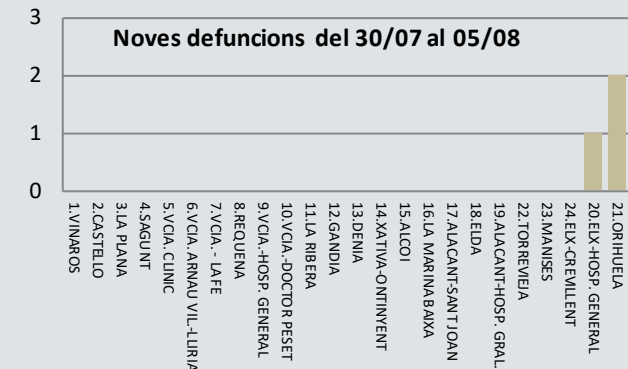 Noves defuncions del 30/07 al 05/08
3
2
1
0
1.VINAROS
2.CASTELLO
3.LA PLANA
4.SAGUNT
5.VCIA. CLINIC
6.VCIA. ARNAU VIL.-LLIRIA
7.VCIA. - LA FE
8.REQUENA
9.VCIA.-HOSP. GENERAL
10.VCIA.-DOCTOR PESET
11.LA RIBERA
12.GANDIA
13.DENIA
14.XATIVA-ONTINYENT
15.ALCOI
16.LA MARINA BAIXA
17.ALACANT-SANT JOAN
18.ELDA
19.ALACANT-HOSP. GRAL.
22.TORREVIEJA
23.MANISES
24.ELX-CREVILLENT
20.ELX-HOSP. GENERAL
21.ORIHUELA